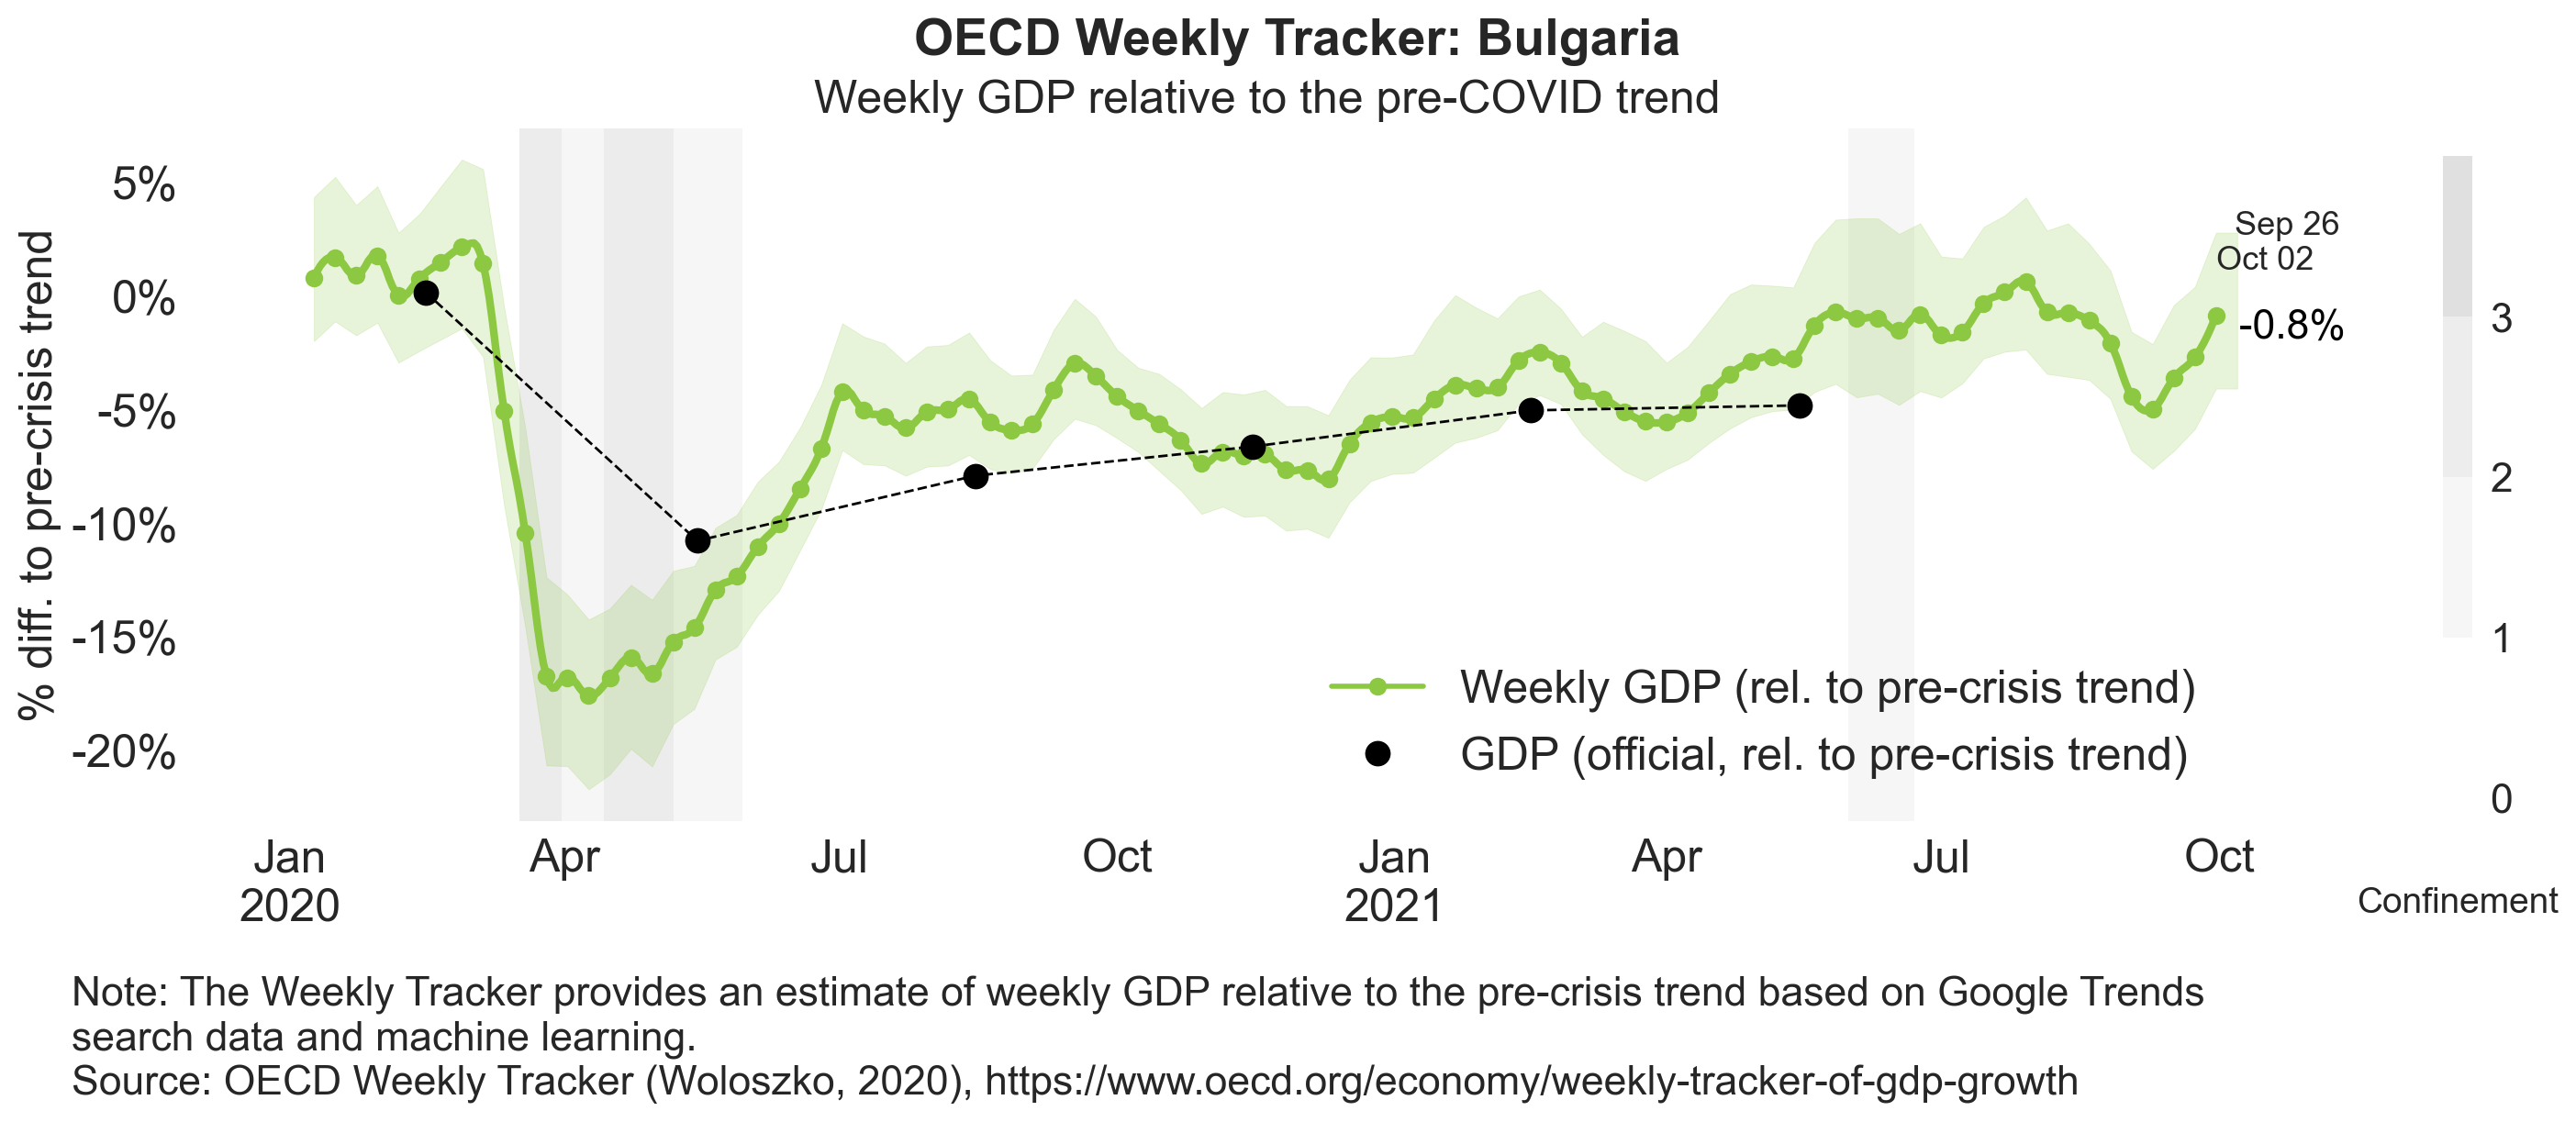 OECD Weekly Tracker: Bulgaria
Weekly GDP relative to the pre-COVID trend
% diff. to pre-crisis trend
5%
0%
-5%
-10%
-15%
-20%
Sep 26
Oct 02
-0.8%
3
2
1
0
Confinement
Weekly GDP (rel. to pre-crisis trend)
GDP (official, rel. to pre-crisis trend)
Jan Apr Jul Oct Jan Apr Jul Oct
2020 2021
Note: The Weekly Tracker provides an estimate of weekly GDP relative to the pre-crisis trend based on Google Trends
search data and machine learning.
Source: OECD Weekly Tracker (Woloszko, 2020), https://www.oecd.org/economy/weekly-tracker-of-gdp-growth